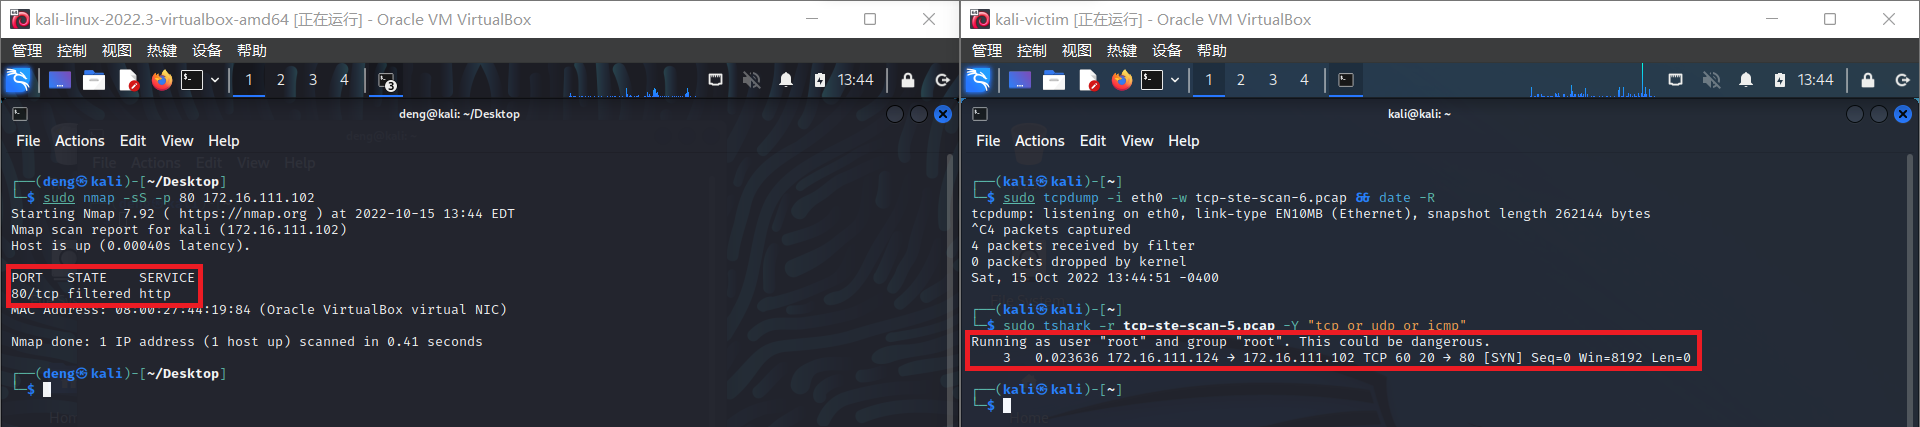 kali-linux-2022.3-virtualbox-amd64 [正在运行] - Oracle VM VirtualBox
管理 控制 视图 热键 设备 帮助
1 2 3 4 3 13:44
deng@kali: ~/Desktop
File Actions Edit View Help
┌──(deng㉿kali)-[~/Desktop]
└─$ sudo nmap -sS -p 80 172.16.111.102
Starting Nmap 7.92 ( https://nmap.org ) at 2022-10-15 13:44 EDT
Nmap scan report for kali (172.16.111.102)
Host is up (0.00040s latency).
PORT STATE SERVICE
80/tcp filtered http
MAC Address: 08:00:27:44:19:84 (Oracle VirtualBox virtual NIC)
Nmap done: 1 IP address (1 host up) scanned in 0.41 seconds
┌──(deng㉿kali)-[~/Desktop]
└─$
kali-victim [正在运行] - Oracle VM VirtualBox
管理 控制 视图 热键 设备 帮助
1 2 3 4 13:44
kali@kali: ~
File Actions Edit View Help
┌──(kali㉿kali)-[~]
└─$ sudo tcpdump -i eth0 -w tcp-ste-scan-6.pcap && date -R
tcpdump: listening on eth0, link-type EN10MB (Ethernet), snapshot length 262144 bytes
^C4 packets captured
4 packets received by filter
0 packets dropped by kernel
Sat, 15 Oct 2022 13:44:51 -0400
┌──(kali㉿kali)-[~]
└─$ sudo tshark -r tcp-ste-scan-5.pcap -Y "tcp or udp or icmp"
Running as user "root" and group "root". This could be dangerous.
3 0.023636 172.16.111.124 → 172.16.111.102 TCP 60 20 → 80 [SYN] Seq=0 Win=8192 Len=0
┌──(kali㉿kali)-[~]
└─$